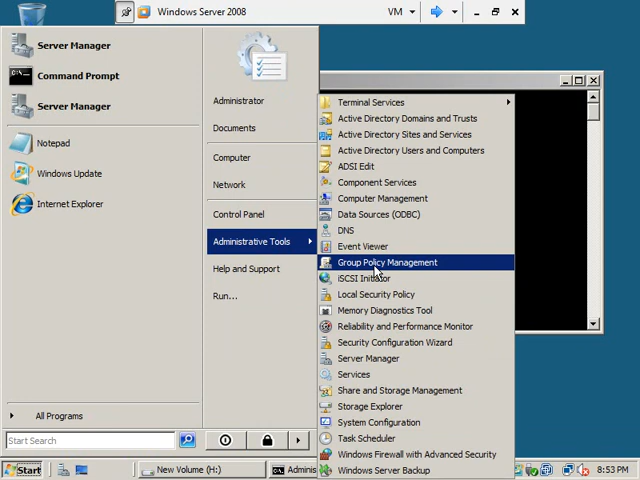 Windows Server 2008
VM
Server Manager
C:\.
Command Prompt
Server Manager
Notepad
Windows Update
Internet Explorer
All Programs
Start Search
Administrator
Documents
Computer
Network
Control Panel
Administrative Tools
Help and Support
Run...
Terminal Services
Active Directory Domains and Trusts
Active Directory Sites and Services
Active Directory Users and Computers
ADSI Edit
Component Services
Computer Management
Data Sources (ODBC)
DNS
Event Viewer
Group Policy Management
iSCSI Initiator
Local Security Policy
Memory Diagnostics Tool
Reliability and Performance Monitor
Security Configuration Wizard
Server Manager
Services
Share and Storage Management
Storage Explorer
System Configuration
Task Scheduler
Windows Firewall with Advanced Security
Windows Server Backup
Start
New Volume (H:)
Adminis
8:53 PM